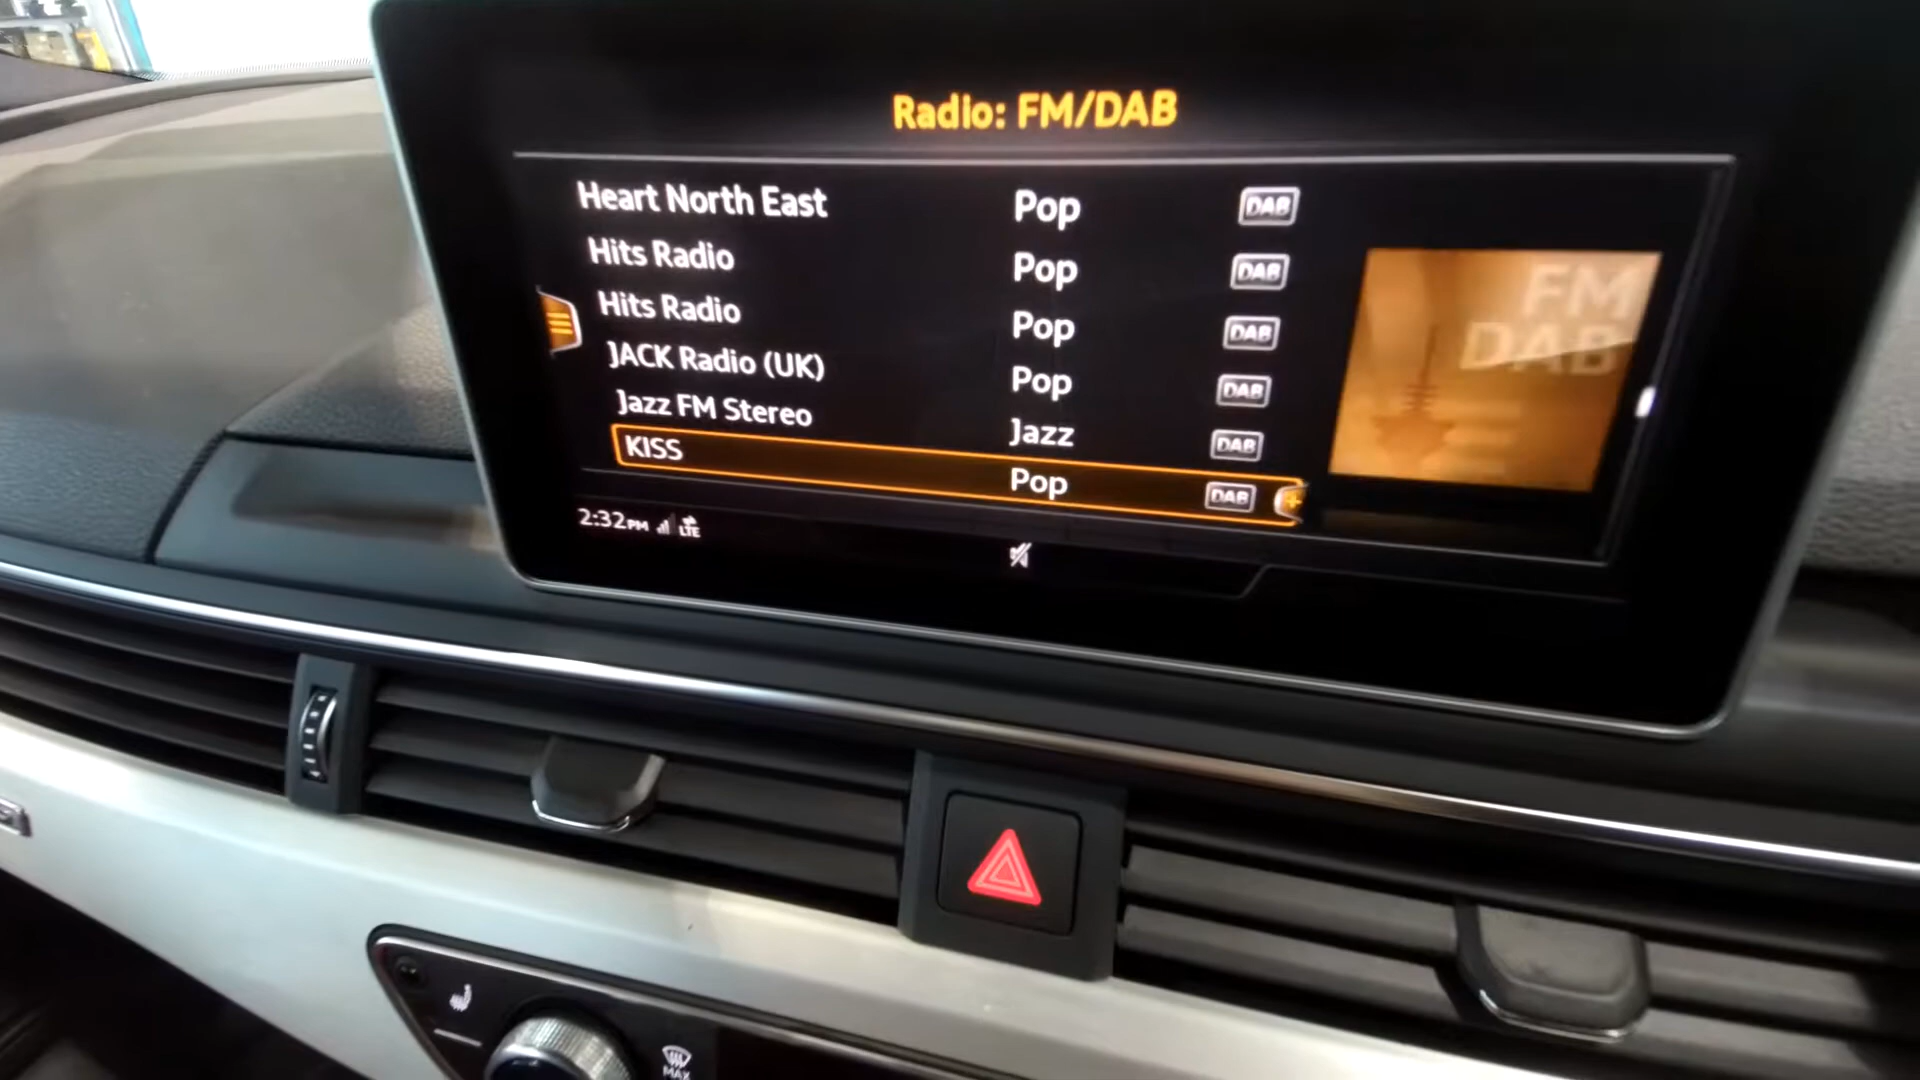 Radio: FM/DAB
Heart North East Pop DAB
Hits Radio Pop DAB
Hits Radio Pop DAB
JACK Radio (UK) Pop DAB
Jazz FM Stereo Jazz DAB
KISS Pop DAB
FM
DAB
2:32PM LTE
MAX